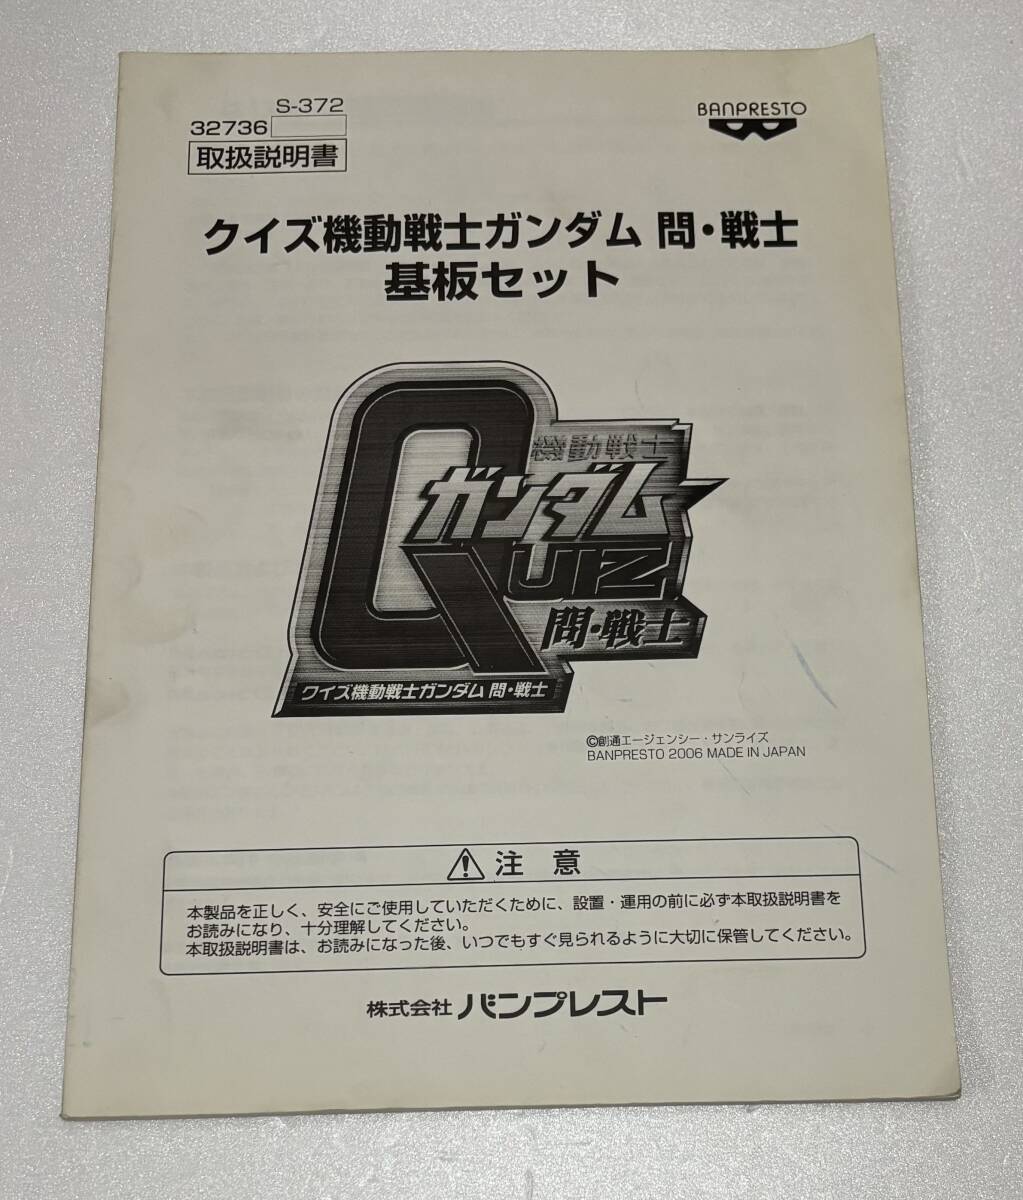 S-372
32736
取扱説明書
BANPRESTO
クイズ機動戦士ガンダム 問・戦士
基板セット
機動戦士
ガンダム
QUIZ
問・戦士
クイズ機動戦士ガンダム 問・戦士
©創通エージェンシー・サンライズ
BANPRESTO 2006 MADE IN JAPAN
注 意
本製品を正しく、安全にご使用していただくために、設置・運用の前に必ず本取扱説明書を
お読みになり、十分理解してください。
本取扱説明書は、お読みになった後、いつでもすぐ見られるように大切に保管してください。
株式会社 バンプレスト